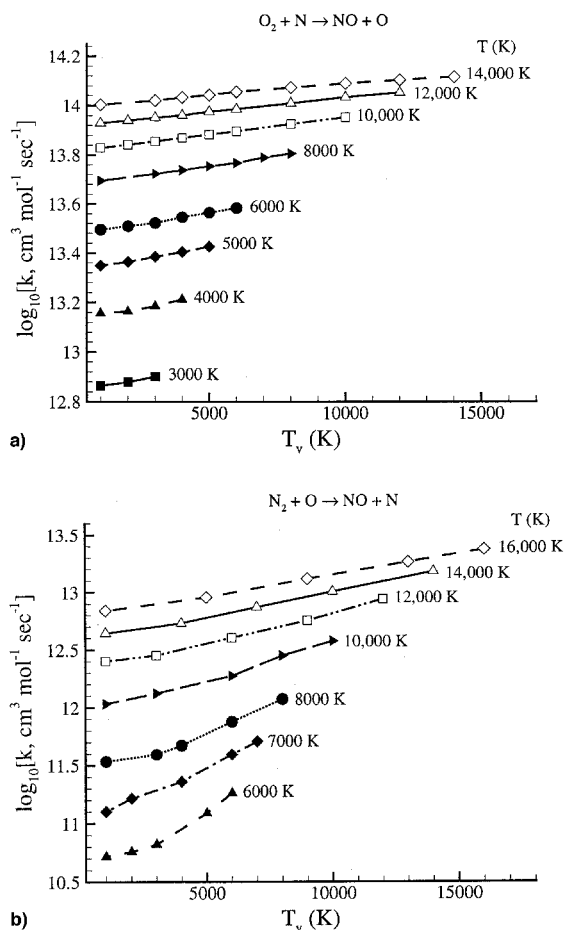 O₂ + N → NO + O
T (K)
14.2
14
13.8
13.6
13.4
13.2
13
12.8
log₁₀[k, cm³ mol⁻¹ sec⁻¹]
14,000 K
12,000 K
10,000 K
8000 K
6000 K
5000 K
4000 K
3000 K
5000 10000 15000
Tᵥ (K)
a)
N₂ + O → NO + N
T (K)
13.5
13
12.5
12
11.5
11
10.5
log₁₀[k, cm³ mol⁻¹ sec⁻¹]
16,000 K
14,000 K
12,000 K
10,000 K
8000 K
7000 K
6000 K
5000 10000 15000
Tᵥ (K)
b)